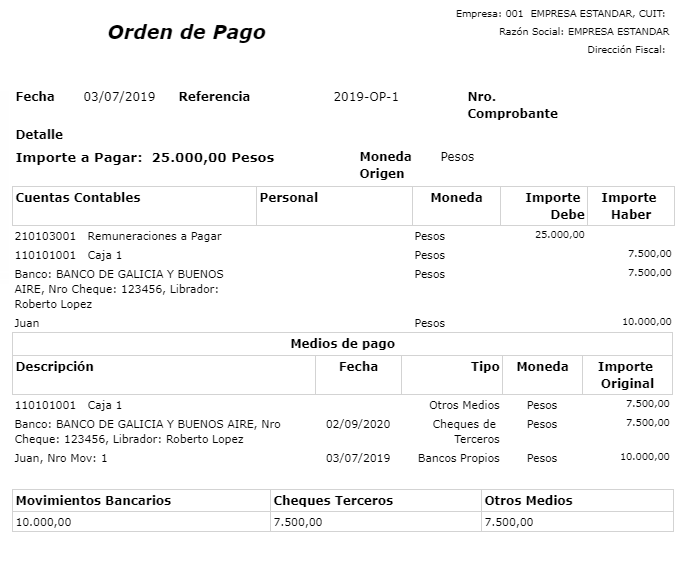 Empresa: 001 EMPRESA ESTANDAR, CUIT:
Orden de Pago
Razón Social: EMPRESA ESTANDAR
Dirección Fiscal:
Fecha 03/07/2019 Referencia 2019-OP-1 Nro.
Comprobante
Detalle
Importe a Pagar: 25.000,00 Pesos Moneda Pesos
Origen
Cuentas Contables Personal Moneda Importe Importe
Debe Haber
210103001 Remuneraciones a Pagar Pesos 25.000,00
110101001 Caja 1 Pesos 7.500,00
Banco: BANCO DE GALICIA Y BUENOS Pesos 7.500,00
AIRE, Nro Cheque: 123456, Librador:
Roberto Lopez
Juan Pesos 10.000,00
Medios de pago
Descripción Fecha Tipo Moneda Importe
Original
110101001 Caja 1 Otros Medios Pesos 7.500,00
Banco: BANCO DE GALICIA Y BUENOS AIRE, Nro 02/09/2020 Cheques de Pesos 7.500,00
Cheque: 123456, Librador: Roberto Lopez Terceros
Juan, Nro Mov: 1 03/07/2019 Bancos Propios Pesos 10.000,00
Movimientos Bancarios Cheques Terceros Otros Medios
10.000,00 7.500,00 7.500,00